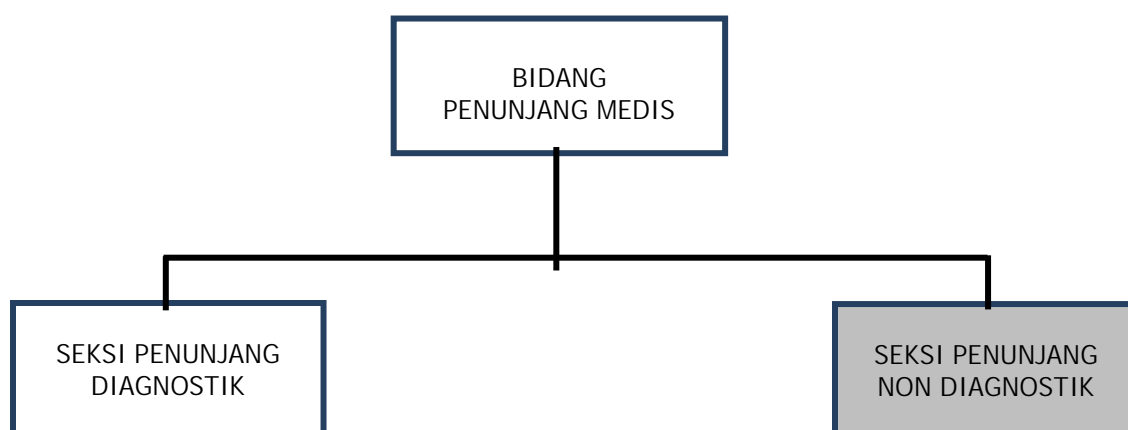 BIDANG
PENUNJANG MEDIS
SEKSI PENUNJANG
DIAGNOSTIK
SEKSI PENUNJANG
NON DIAGNOSTIK